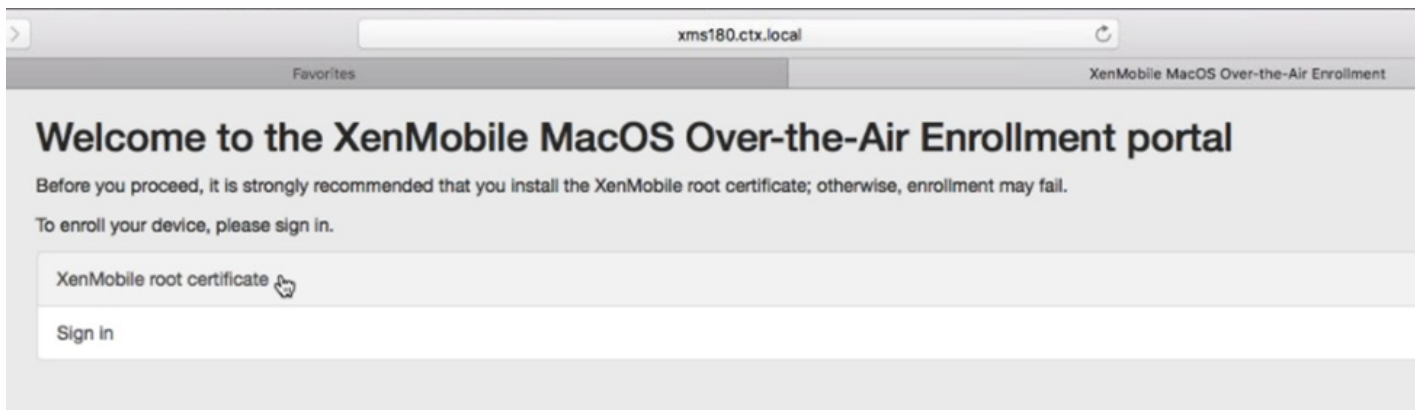 xms180.ctx.local
Favorites
XenMobile MacOS Over-the-Air Enrollment
Welcome to the XenMobile MacOS Over-the-Air Enrollment portal
Before you proceed, it is strongly recommended that you install the XenMobile root certificate; otherwise, enrollment may fail.
To enroll your device, please sign in.
XenMobile root certificate
Sign in